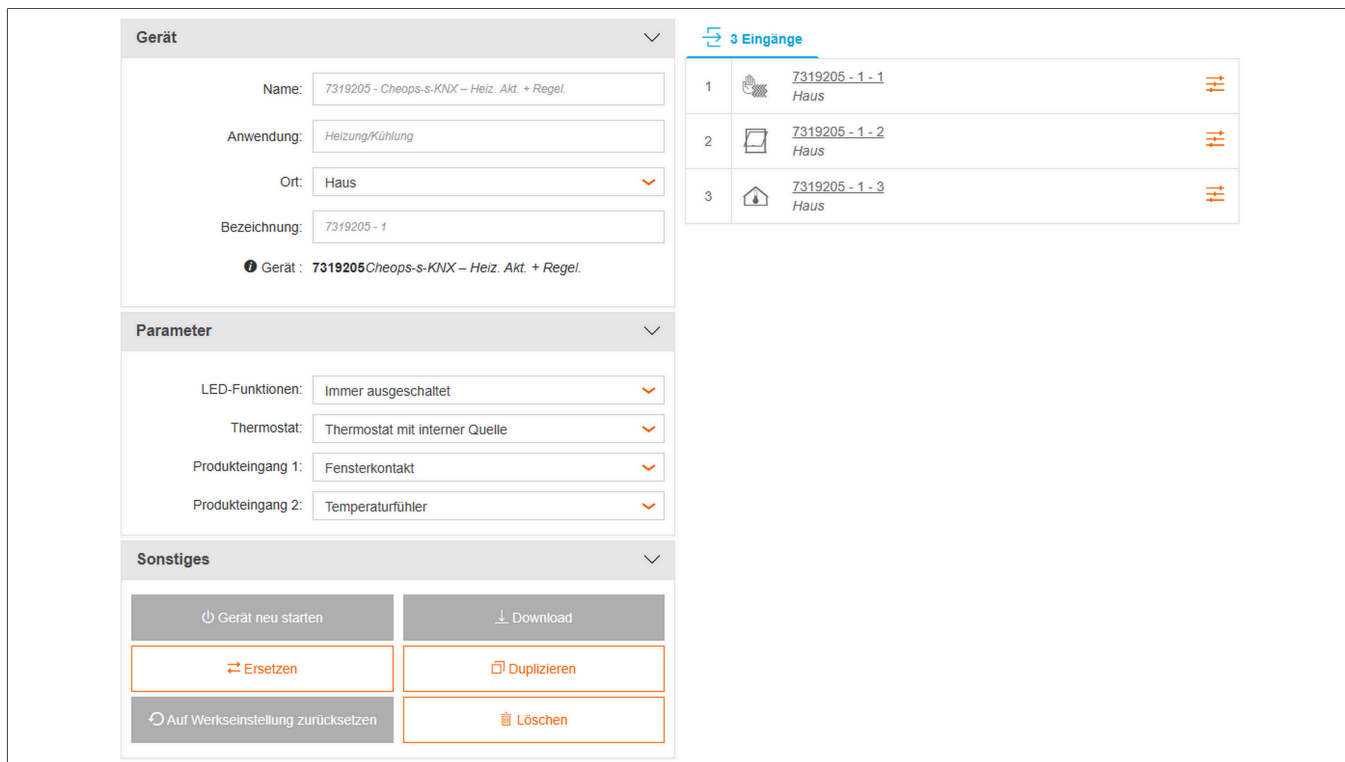 Gerät
Name: 7319205 - Cheops-s-KNX – Heiz. Akt. + Regel.
Anwendung: Heizung/Kühlung
Ort: Haus
Bezeichnung: 7319205 - 1
Gerät : 7319205Cheops-s-KNX – Heiz. Akt. + Regel.
Parameter
LED-Funktionen: Immer ausgeschaltet
Thermostat: Thermostat mit interner Quelle
Produkteingang 1: Fensterkontakt
Produkteingang 2: Temperaturfühler
Sonstiges
Gerät neu starten
Download
Ersetzen
Duplizieren
Auf Werkseinstellung zurücksetzen
Löschen
3 Eingänge
1
7319205 - 1 - 1
Haus
2
7319205 - 1 - 2
Haus
3
7319205 - 1 - 3
Haus